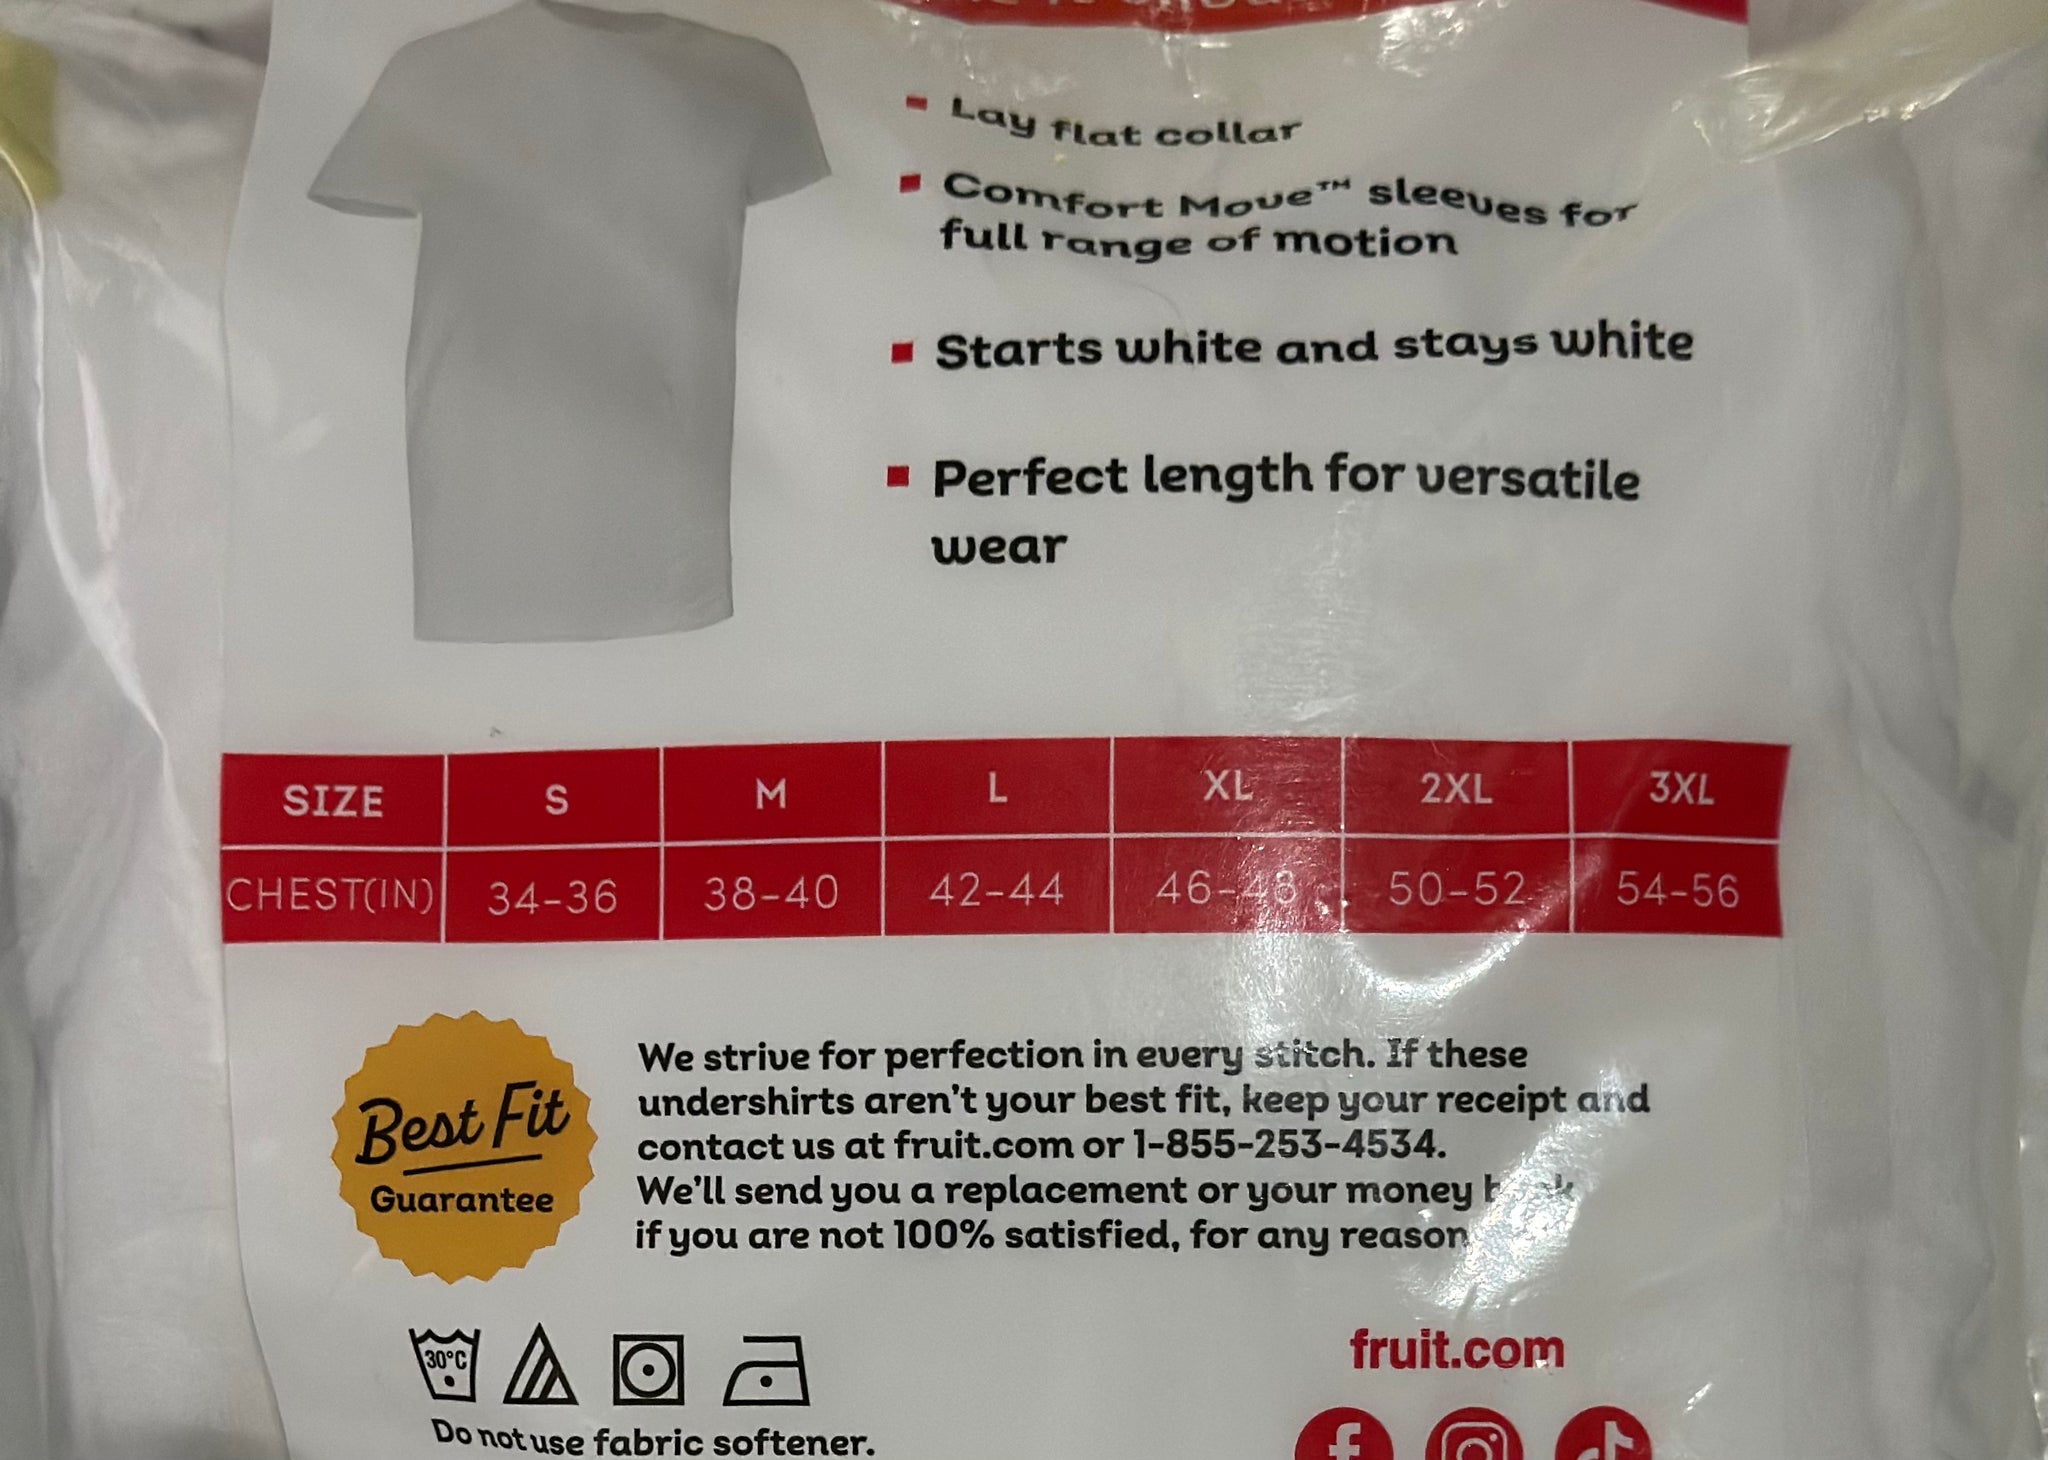 Lay flat collar
Comfort Move™ sleeves for
full range of motion
Starts white and stays white
Perfect length for versatile
wear
SIZE S M L XL 2XL 3XL
CHEST(IN) 34-36 38-40 42-44 46-48 50-52 54-56
Best Fit
Guarantee
We strive for perfection in every stitch. If these
undershirts aren't your best fit, keep your receipt and
contact us at fruit.com or 1-855-253-4534.
We'll send you a replacement or your money
if you are not 100% satisfied, for any reason
30°C
Do not use fabric softener.
fruit.com